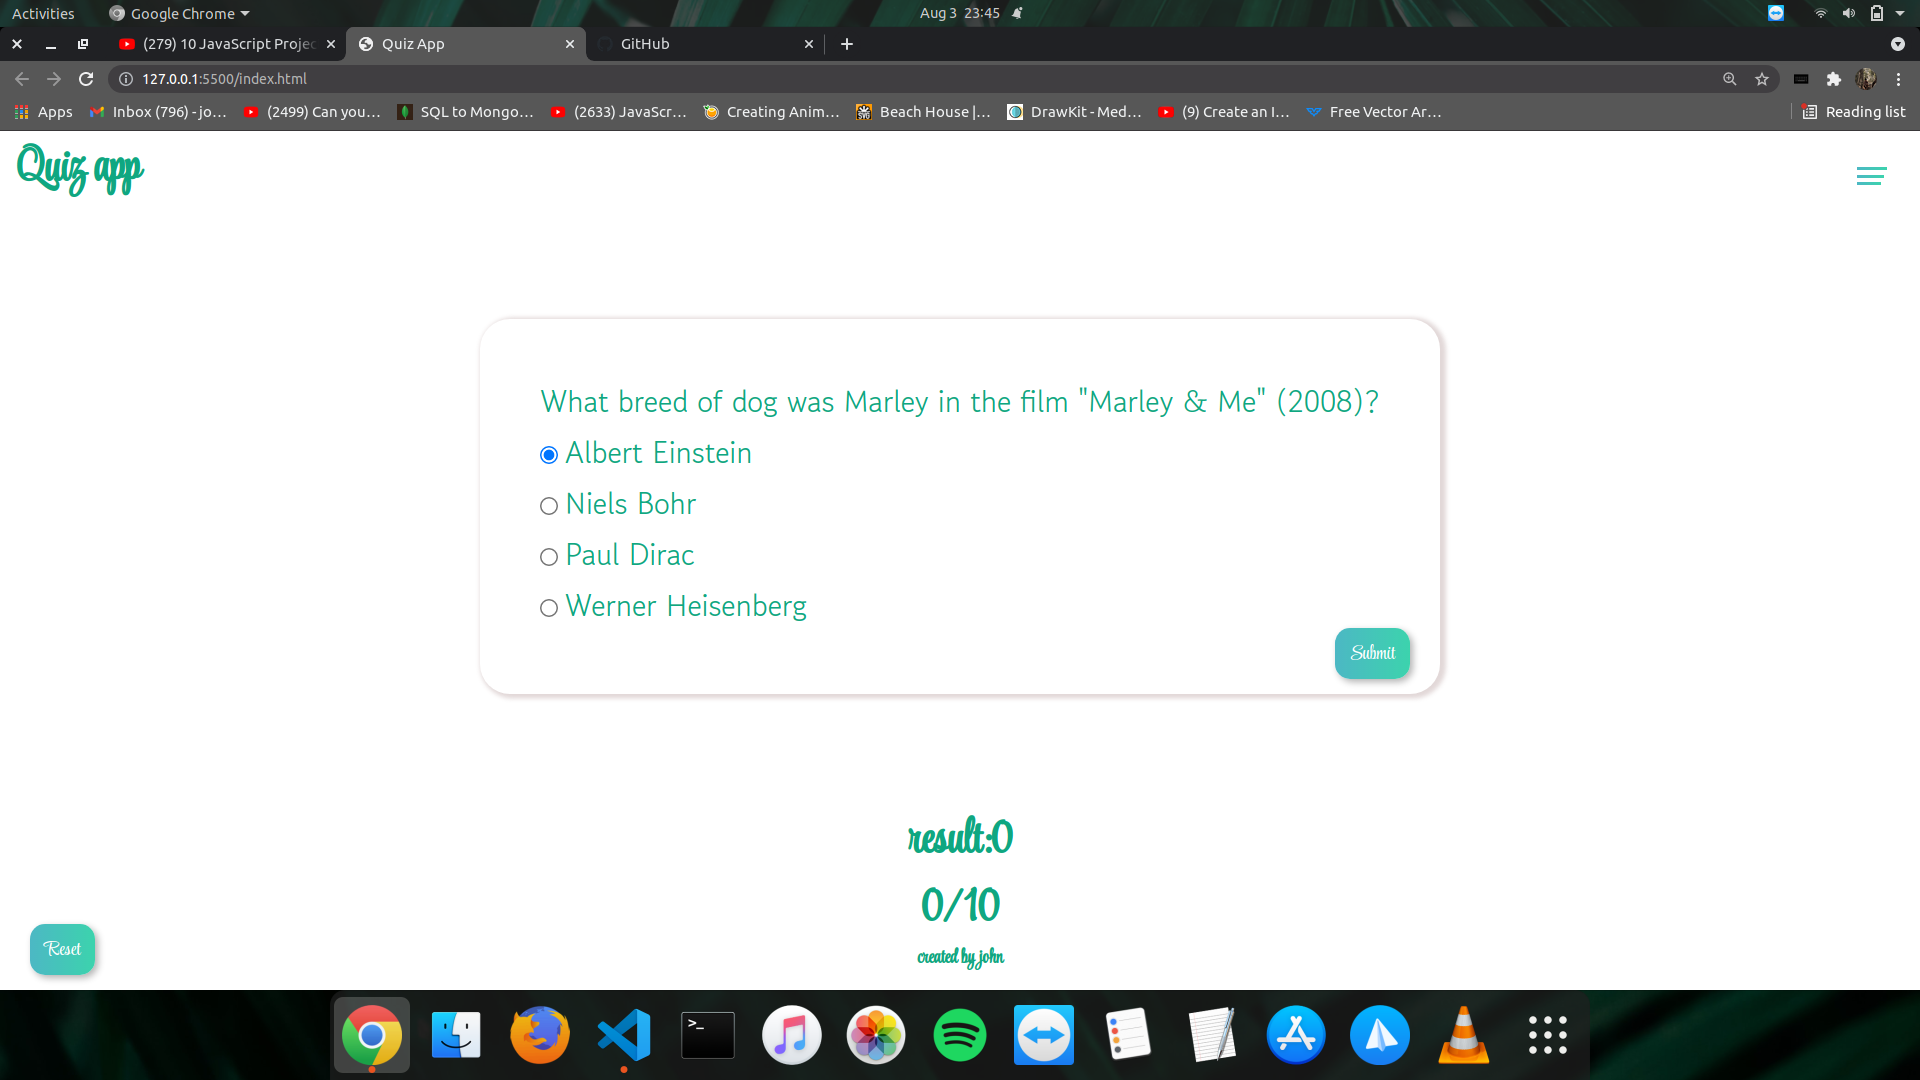 Activities
Google Chrome
Aug 3 23:45
(279) 10 JavaScript Projec
Quiz App
GitHub
127.0.0.1:5500/index.html
Apps
Inbox (796) - jo…
(2499) Can you…
SQL to Mongo…
(2633) JavaScr…
Creating Anim…
Beach House |…
DrawKit - Med…
(9) Create an I…
Free Vector Ar…
Reading list
Quiz app
What breed of dog was Marley in the film "Marley & Me" (2008)?
Albert Einstein
Niels Bohr
Paul Dirac
Werner Heisenberg
Submit
result:0
0/10
Reset
created by john
>_